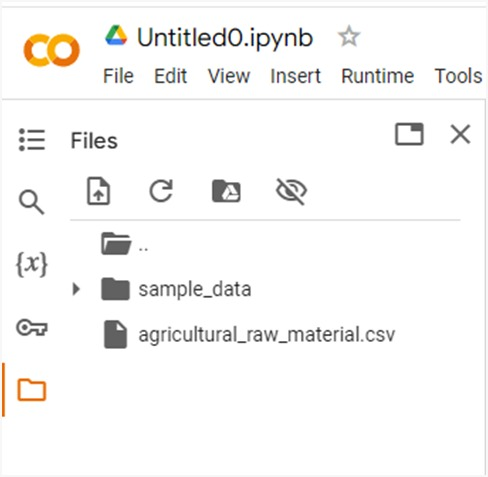 CO Untitled0.ipynb
File Edit View Insert Runtime Tools
Files
..
sample_data
{x}
agricultural_raw_material.csv